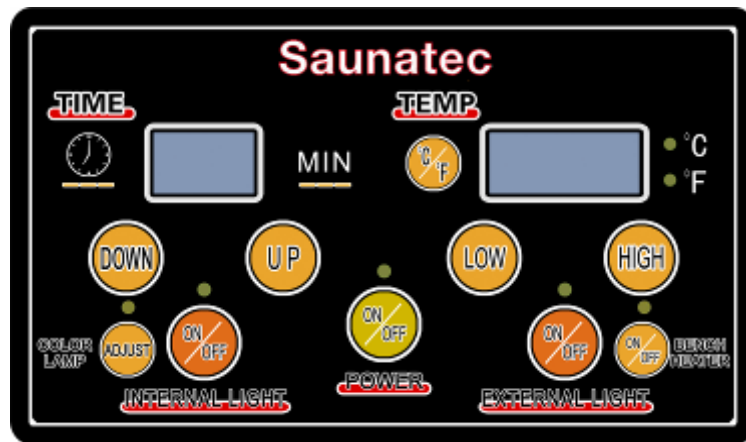 Saunatec
TIME
TEMP
°C/°F
MIN
°C
°F
DOWN
UP
LOW
HIGH
COLOR
LAMP
ADJUST
ON/OFF
INTERNAL LIGHT
ON/OFF
POWER
ON/OFF
EXTERNAL LIGHT
ON/OFF
BENCH
HEATER